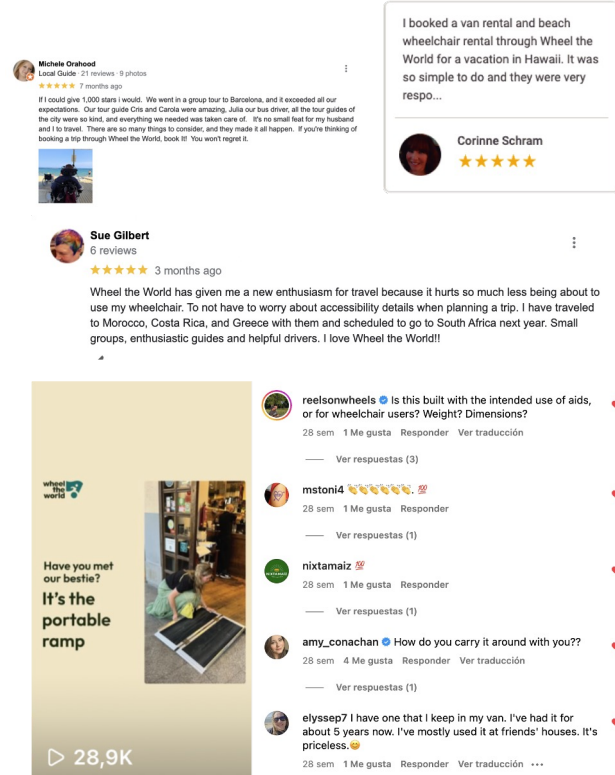 Michele Orahood
Local Guide · 21 reviews · 9 photos
★★★★★ 7 months ago
If I could give 1,000 stars i would. We went in a group tour to Barcelona, and it exceeded all our
expectations. Our tour guide Cris and Carola were amazing, Julia our bus driver, all the tour guides of
the city were so kind, and everything we needed was taken care of. It's no small feat for my husband
and I to travel. There are so many things to consider, and they made it all happen. If you're thinking of
booking a trip through Wheel the World, book It! You won't regret it.
I booked a van rental and beach
wheelchair rental through Wheel the
World for a vacation in Hawaii. It was
so simple to do and they were very
respo...
Corinne Schram
★★★★★
Sue Gilbert
6 reviews
★★★★★ 3 months ago
Wheel the World has given me a new enthusiasm for travel because it hurts so much less being about to
use my wheelchair. To not have to worry about accessibility details when planning a trip. I have traveled
to Morocco, Costa Rica, and Greece with them and scheduled to go to South Africa next year. Small
groups, enthusiastic guides and helpful drivers. I love Wheel the World!!
wheel
the
world
Have you met
our bestie?
It's the
portable
ramp
28,9K
reelsonwheels Is this built with the intended use of aids,
or for wheelchair users? Weight? Dimensions?
28 sem 1 Me gusta Responder Ver traducción
Ver respuestas (3)
mstoni4 👏👏👏👏👏👏. 💯
28 sem 1 Me gusta Responder
Ver respuestas (1)
nixtamaiz 💯
28 sem 1 Me gusta Responder
Ver respuestas (1)
amy_conachan How do you carry it around with you??
28 sem 4 Me gusta Responder Ver traducción
Ver respuestas (1)
elyssep7 I have one that I keep in my van. I've had it for
about 5 years now. I've mostly used it at friends' houses. It's
priceless.😊
28 sem 1 Me gusta Responder Ver traducción •••